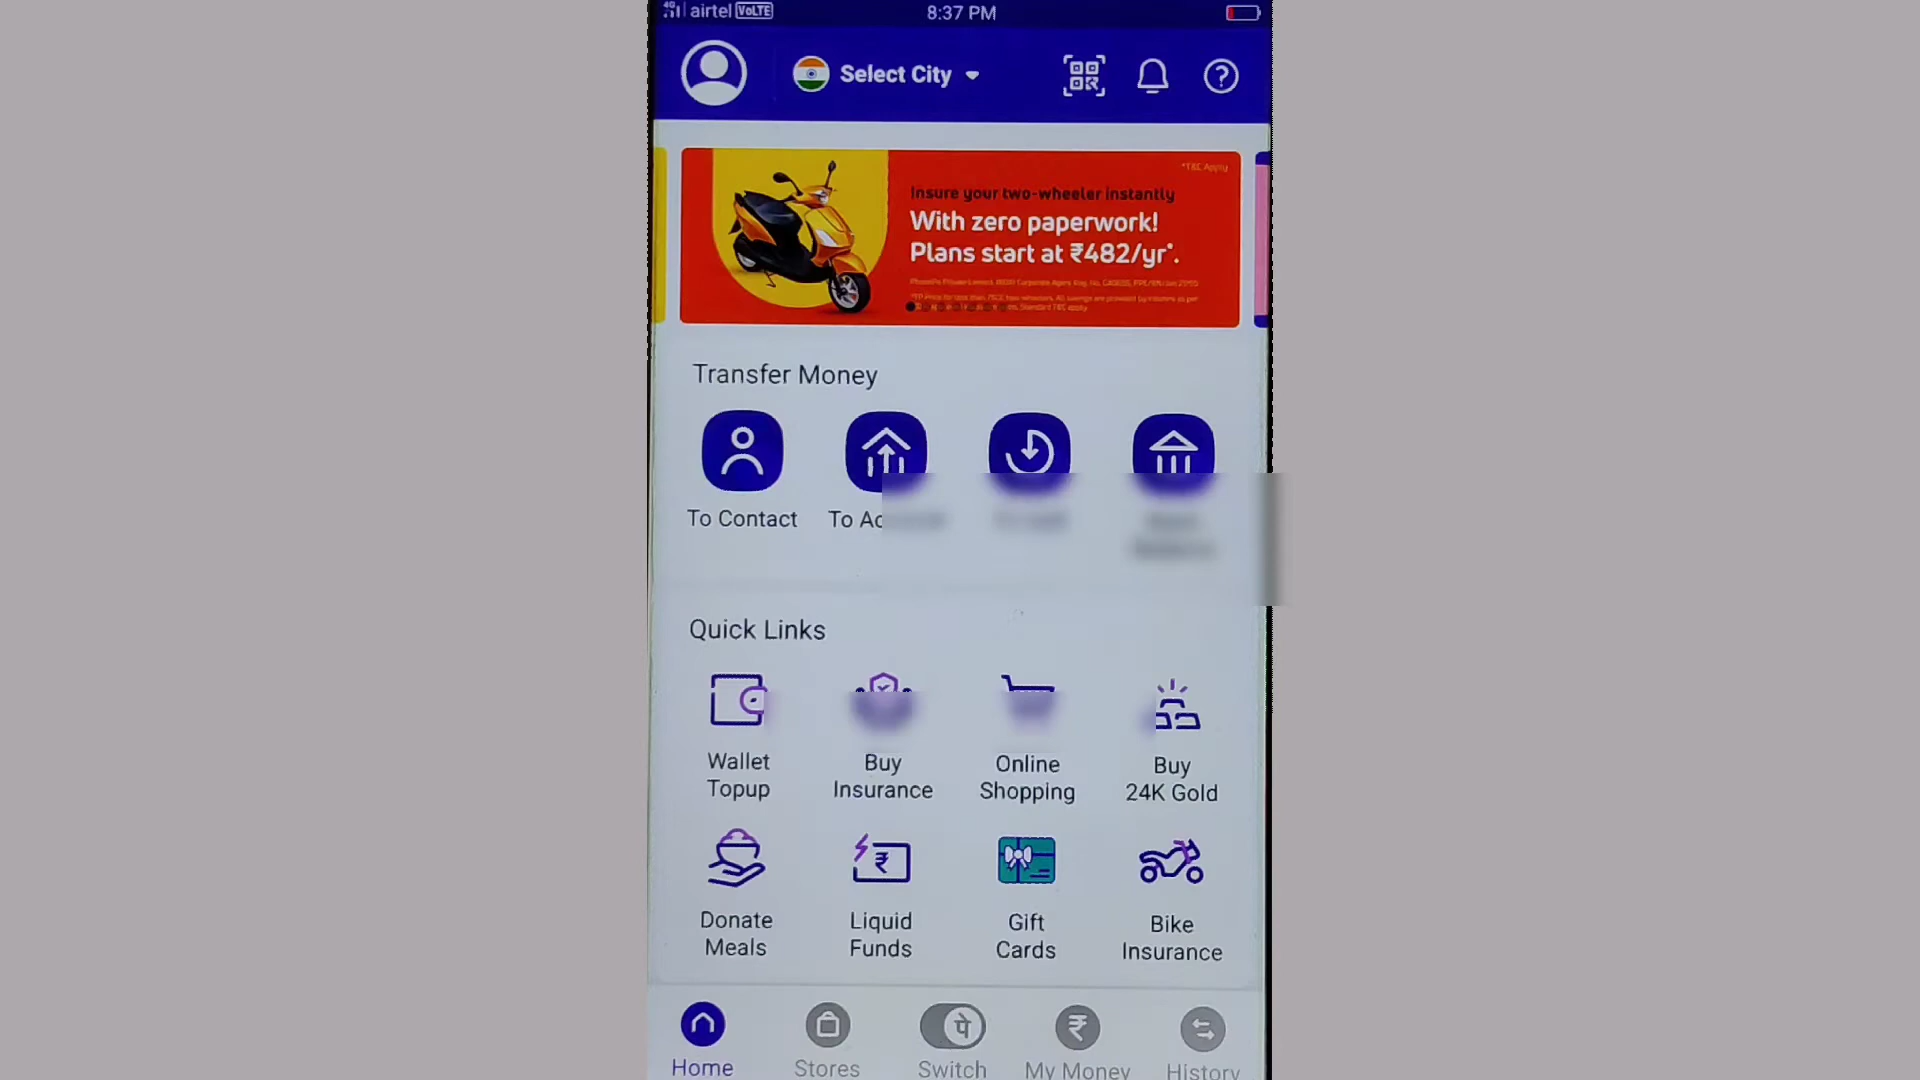 4G airtel VoLTE
8:37 PM
Select City
*T&C Apply
Insure your two-wheeler instantly
With zero paperwork!
Plans start at ₹482/yr*.
Transfer Money
To Contact
To Ac
Quick Links
Wallet
Topup
Buy
Insurance
Online
Shopping
Buy
24K Gold
Donate
Meals
₹
Liquid
Funds
Gift
Cards
Bike
Insurance
Home
Stores
पे
Switch
₹
My Money
History